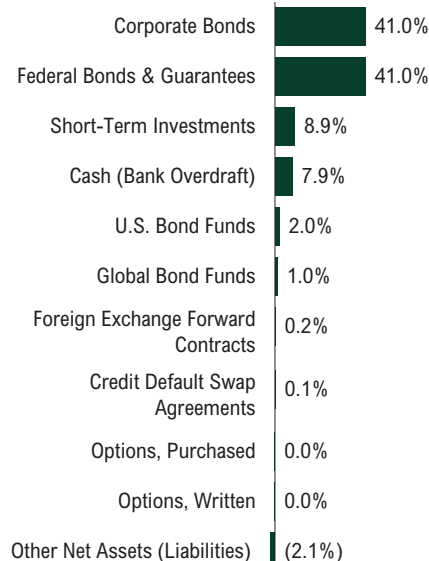 Corporate Bonds 41.0%
Federal Bonds & Guarantees 41.0%
Short-Term Investments 8.9%
Cash (Bank Overdraft) 7.9%
U.S. Bond Funds 2.0%
Global Bond Funds 1.0%
Foreign Exchange Forward
Contracts 0.2%
Credit Default Swap
Agreements 0.1%
Options, Purchased 0.0%
Options, Written 0.0%
Other Net Assets (Liabilities) (2.1%)